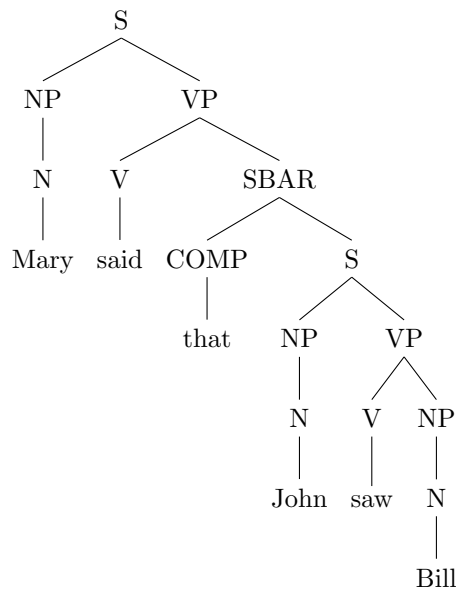 S
NP VP
N V SBAR
Mary said COMP S
that NP VP
N V NP
John saw N
Bill